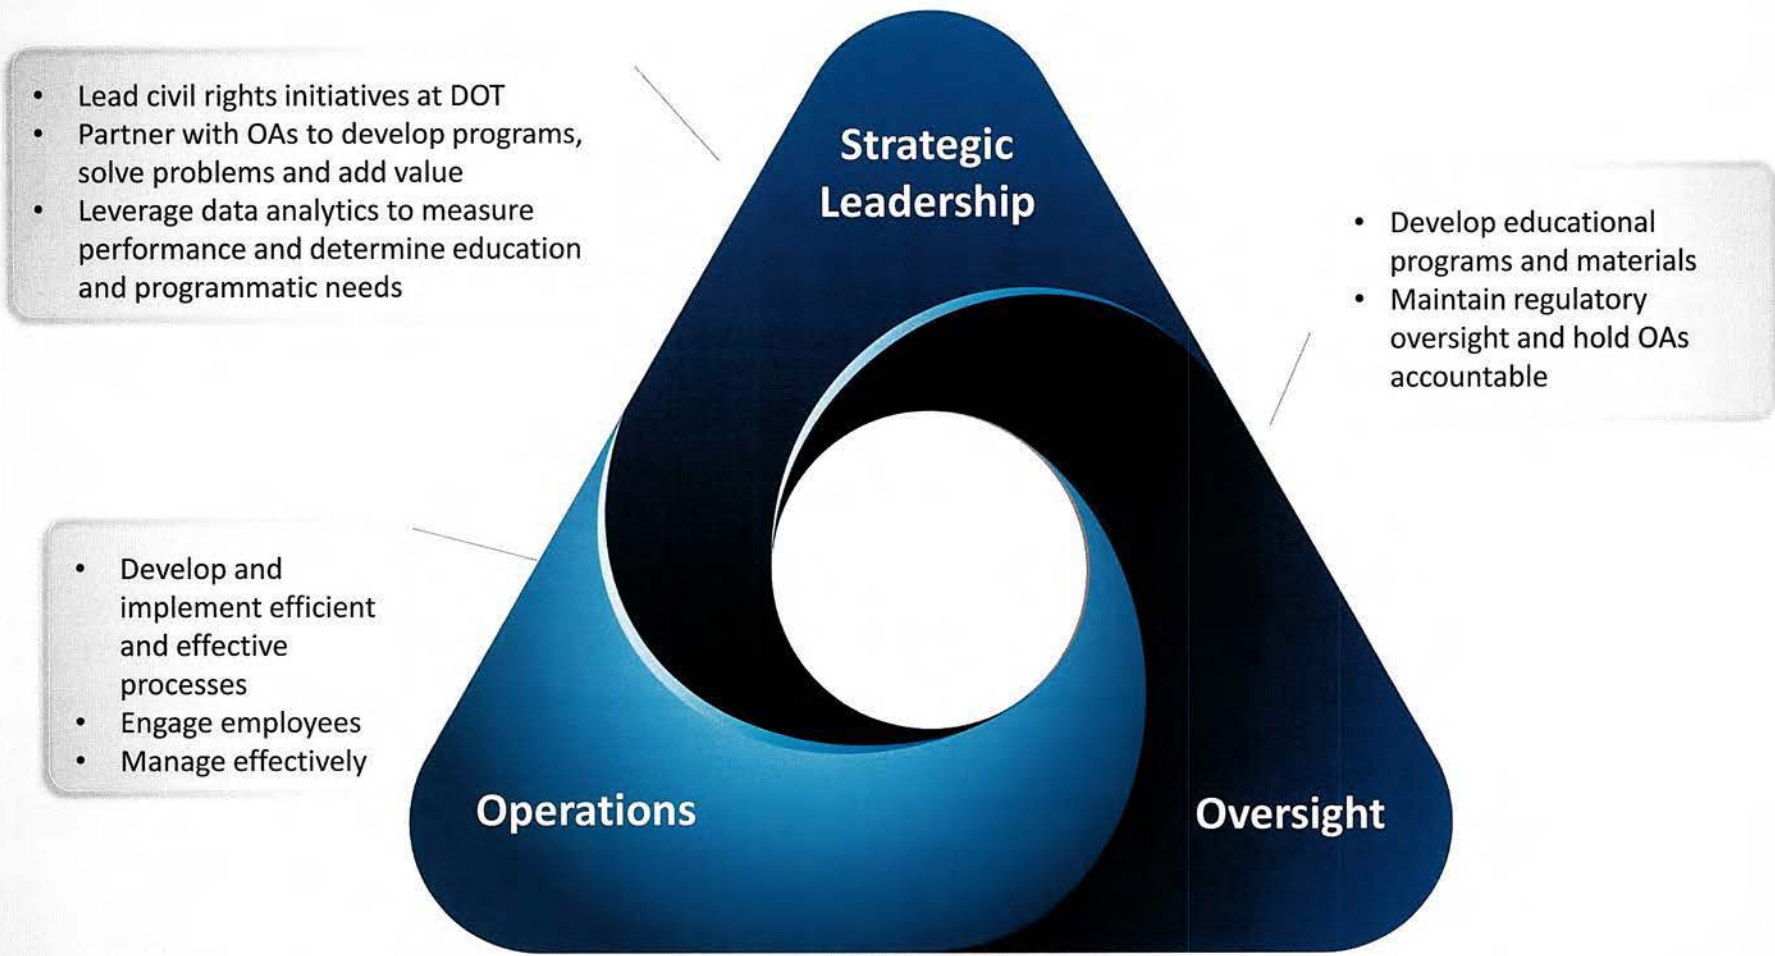 • Lead civil rights initiatives at DOT
• Partner with OAs to develop programs,
solve problems and add value
• Leverage data analytics to measure
performance and determine education
and programmatic needs
Strategic
Leadership
• Develop educational
programs and materials
• Maintain regulatory
oversight and hold OAs
accountable
• Develop and
implement efficient
and effective
processes
• Engage employees
• Manage effectively
Operations
Oversight